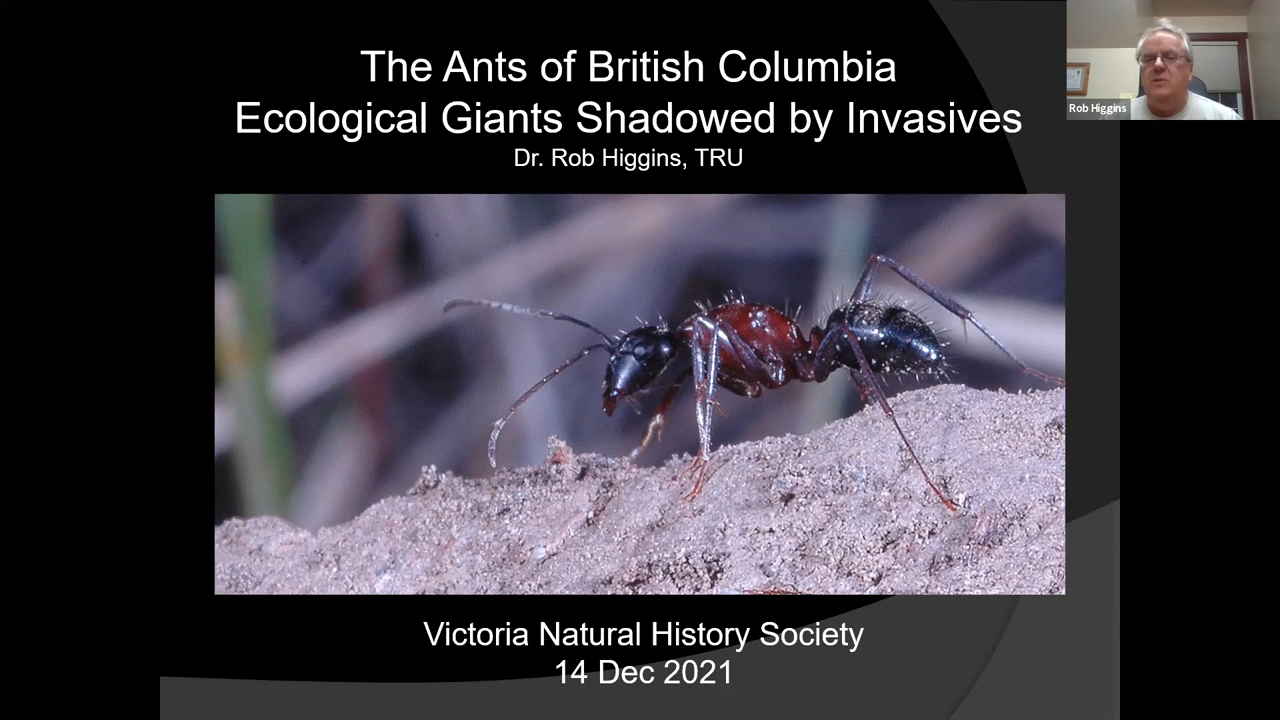 The Ants of British Columbia
Ecological Giants Shadowed by Invasives
Dr. Rob Higgins, TRU
Rob Higgins
Victoria Natural History Society
14 Dec 2021